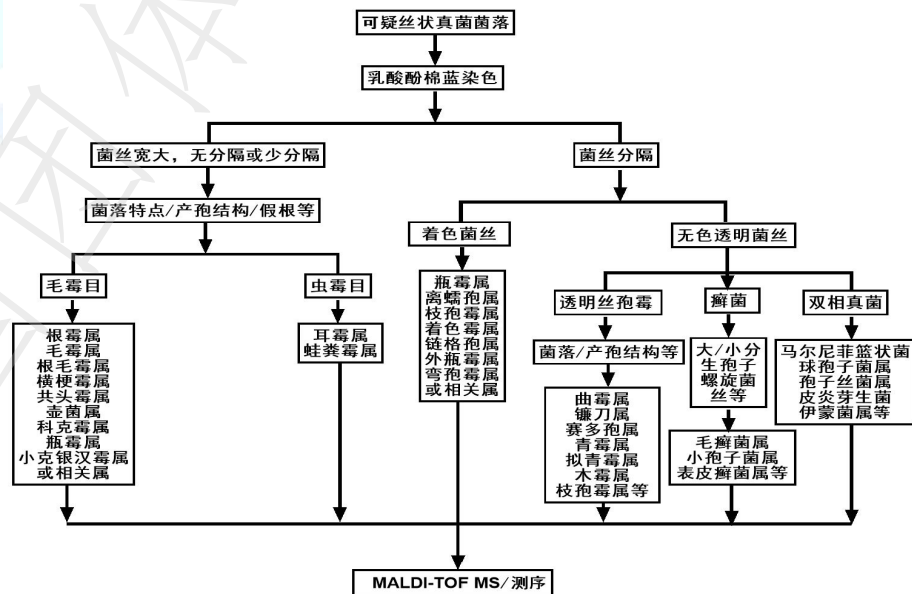 可疑丝状真菌菌落
乳酸酚棉蓝染色
菌丝宽大，无分隔或少分隔
菌丝分隔
菌落特点/产孢结构/假根等
着色菌丝
无色透明菌丝
毛霉目
虫霉目
瓶霉属
离蠕孢属
枝孢霉属
着色霉属
链格孢属
外瓶霉属
弯孢霉属
或相关属
透明丝孢霉
癣菌
双相真菌
根霉属
毛霉属
根毛霉属
横梗霉属
共头霉属
壶菌属
科克霉属
瓶霉属
小克银汉霉属
或相关属
耳霉属
蛙粪霉属
菌落/产孢结构等
大/小分
生孢子
螺旋菌
丝等
马尔尼菲篮状菌
球孢子菌属
孢子丝菌属
皮炎芽生菌
伊蒙菌属等
曲霉属
镰刀属
赛多孢属
青霉属
拟青霉属
木霉属
枝孢霉属等
毛癣菌属
小孢子菌属
表皮癣菌属等
MALDI-TOF MS/测序